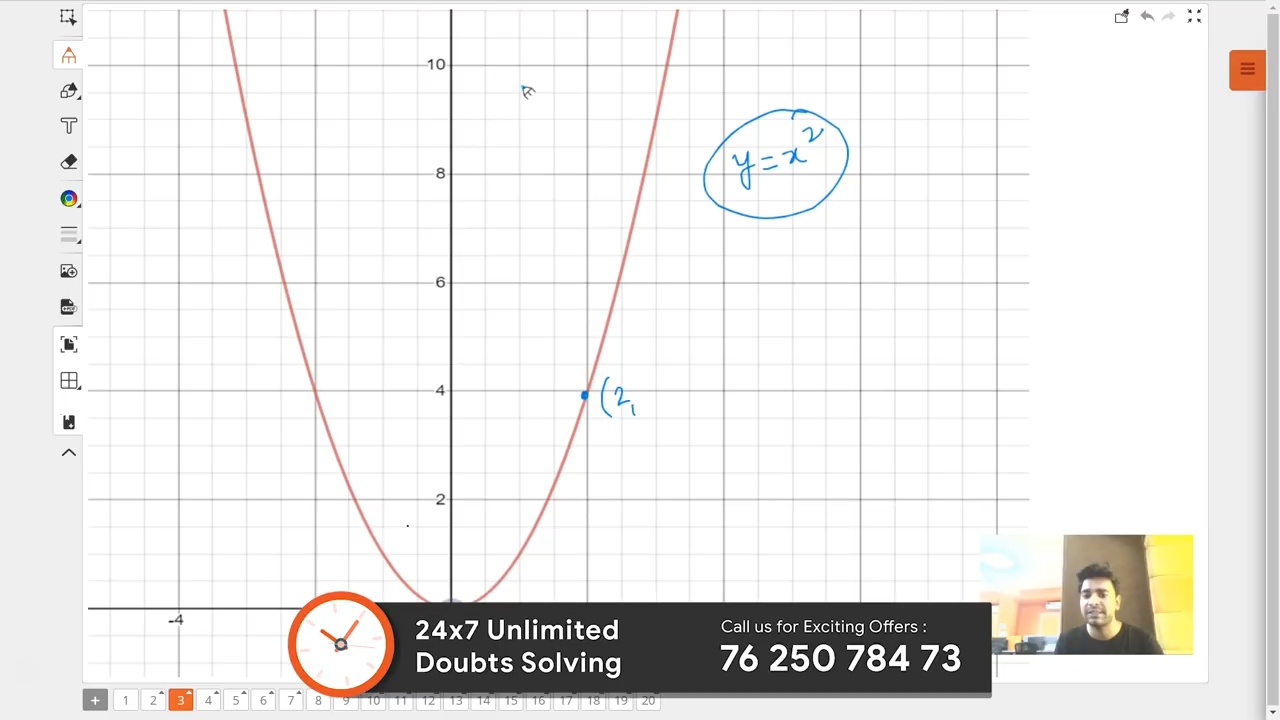 10
8
y = x²
6
4
(2,
2
-4
24x7 Unlimited
Doubts Solving
Call us for Exciting Offers :
76 250 784 73
+ 1 2 3 4 5 6 7 8 9 10 11 12 13 14 15 16 17 18 19 20